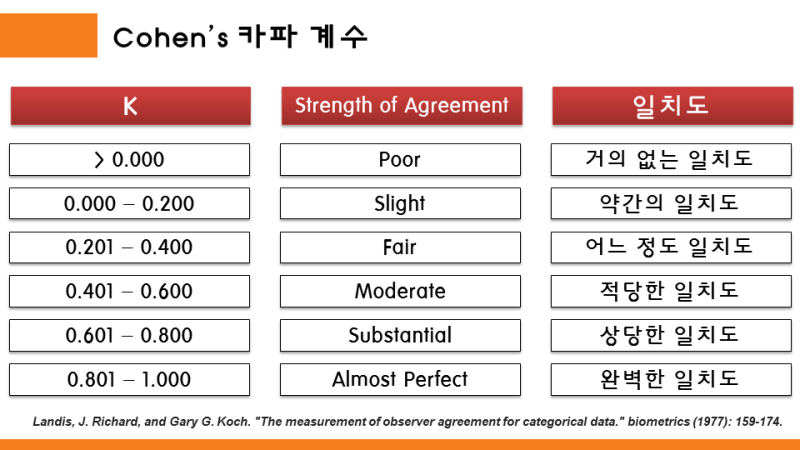 Cohen's 카파 계수
K Strength of Agreement 일치도
> 0.000 Poor 거의 없는 일치도
0.000 – 0.200 Slight 약간의 일치도
0.201 – 0.400 Fair 어느 정도 일치도
0.401 – 0.600 Moderate 적당한 일치도
0.601 – 0.800 Substantial 상당한 일치도
0.801 – 1.000 Almost Perfect 완벽한 일치도
Landis, J. Richard, and Gary G. Koch. "The measurement of observer agreement for categorical data." biometrics (1977): 159-174.